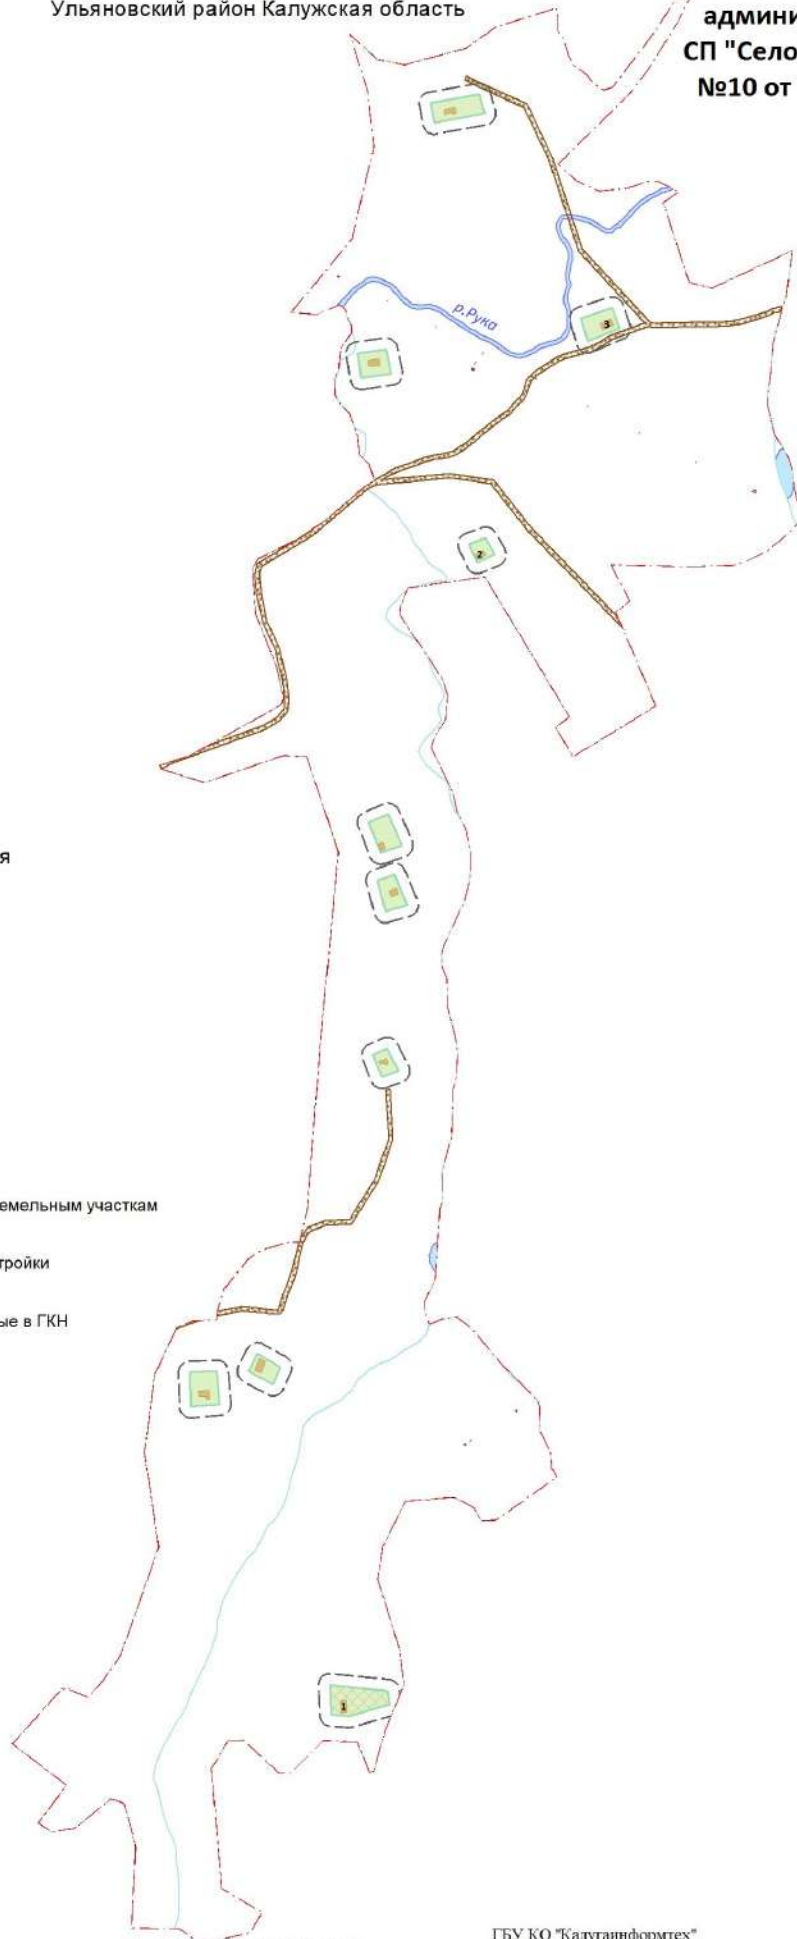 Ульяновский район Калужская область
админи
СП "Село
№10 от
р.Рука
3
2
я
емельным участкам
тройки
ые в ГКН
1
ГБУ КО "Калугаинформтех"